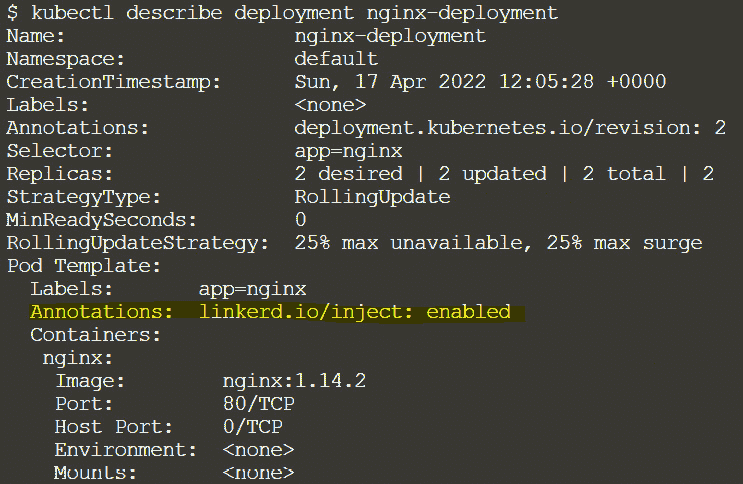 $ kubectl describe deployment nginx-deployment
Name:                   nginx-deployment
Namespace:              default
CreationTimestamp:      Sun, 17 Apr 2022 12:05:28 +0000
Labels:                 <none>
Annotations:            deployment.kubernetes.io/revision: 2
Selector:               app=nginx
Replicas:               2 desired | 2 updated | 2 total | 2
StrategyType:           RollingUpdate
MinReadySeconds:        0
RollingUpdateStrategy:  25% max unavailable, 25% max surge
Pod Template:
  Labels:       app=nginx
  Annotations:  linkerd.io/inject: enabled
  Containers:
   nginx:
    Image:        nginx:1.14.2
    Port:         80/TCP
    Host Port:    0/TCP
    Environment:  <none>
    Mounts:       <none>